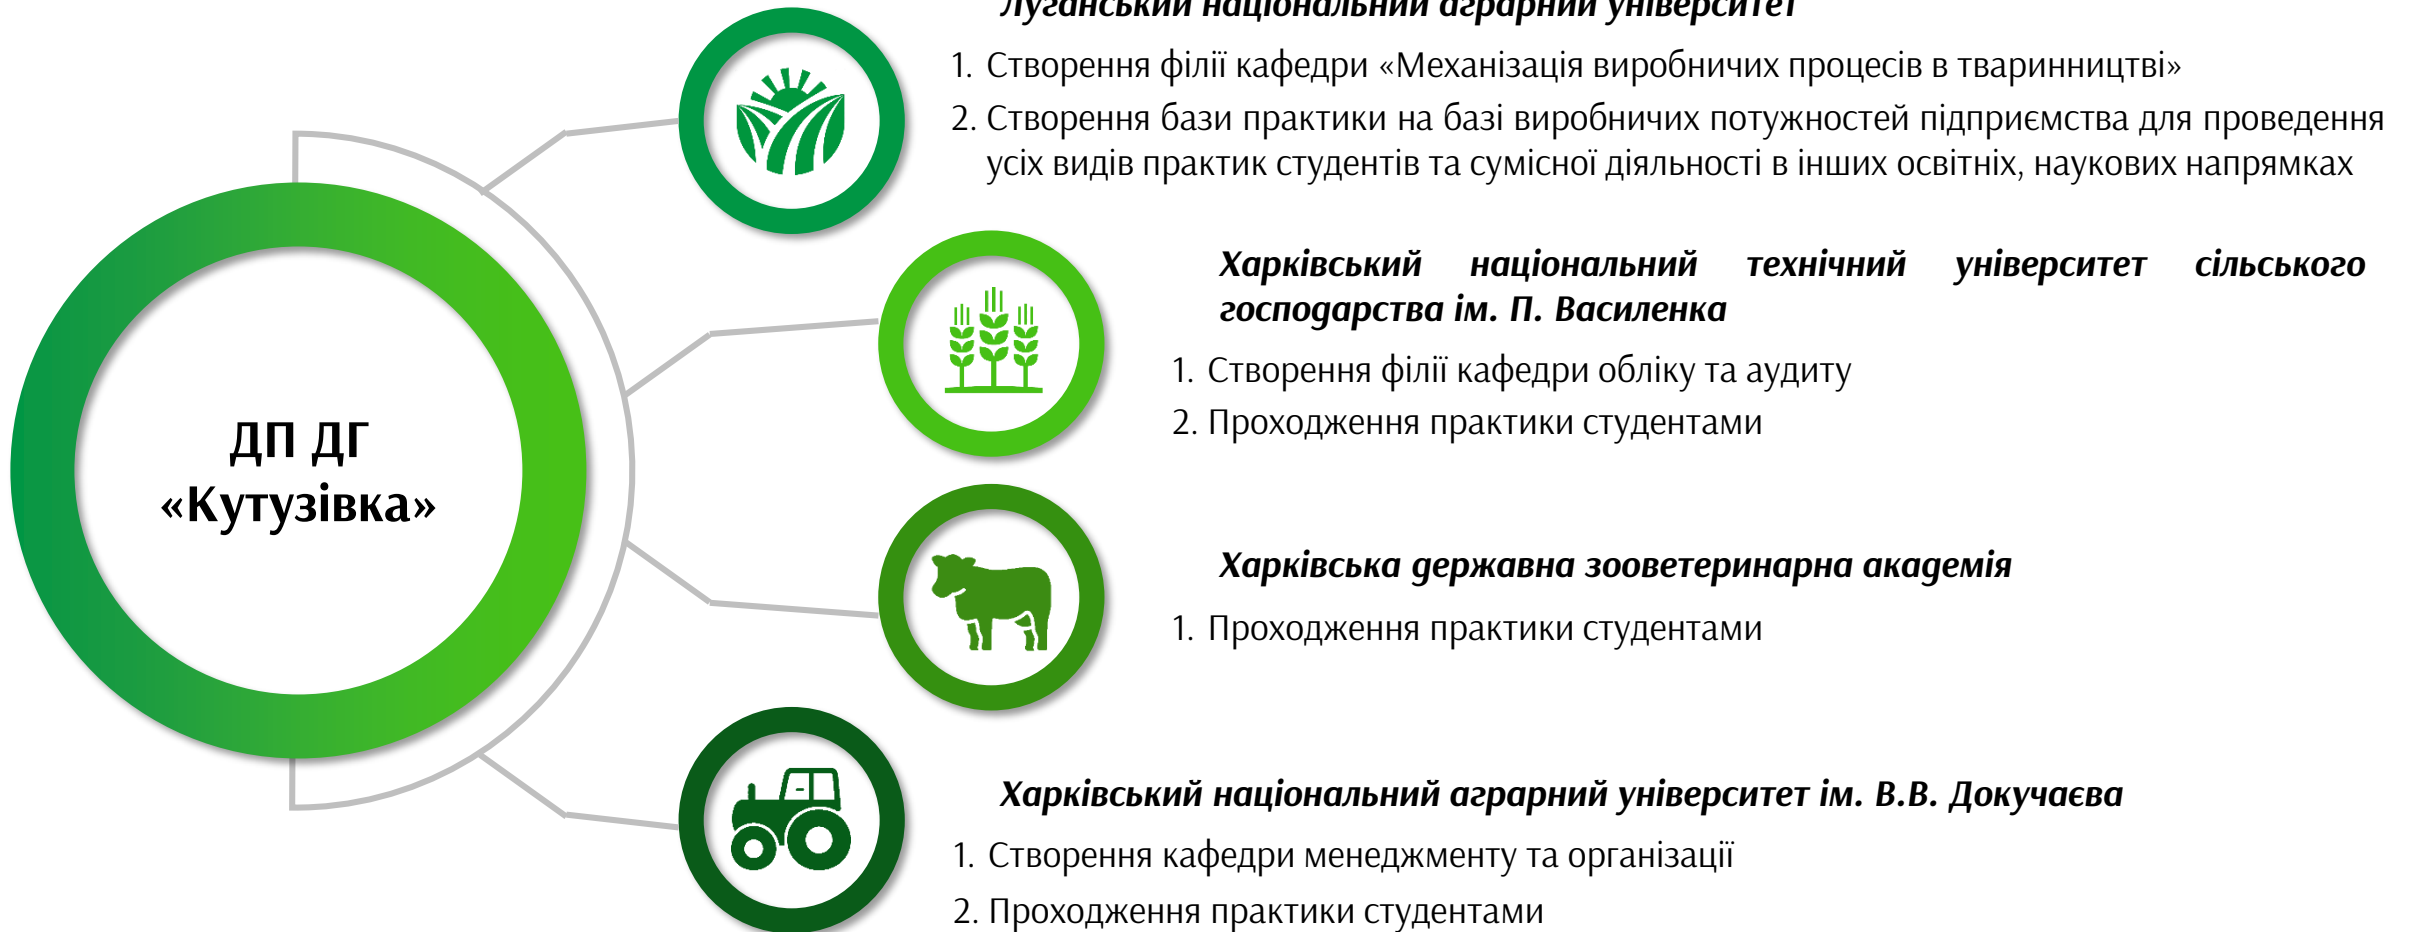 Луганський національний аграрний університет
1. Створення філії кафедри «Механізація виробничих процесів в тваринництві»
2. Створення бази практики на базі виробничих потужностей підприємства для проведення
усіх видів практик студентів та сумісної діяльності в інших освітніх, наукових напрямках
Харківський національний технічний університет сільського
господарства ім. П. Василенка
1. Створення філії кафедри обліку та аудиту
2. Проходження практики студентами
ДП ДГ
«Кутузівка»
Харківська державна зооветеринарна академія
1. Проходження практики студентами
Харківський національний аграрний університет ім. В.В. Докучаєва
1. Створення кафедри менеджменту та організації
2. Проходження практики студентами